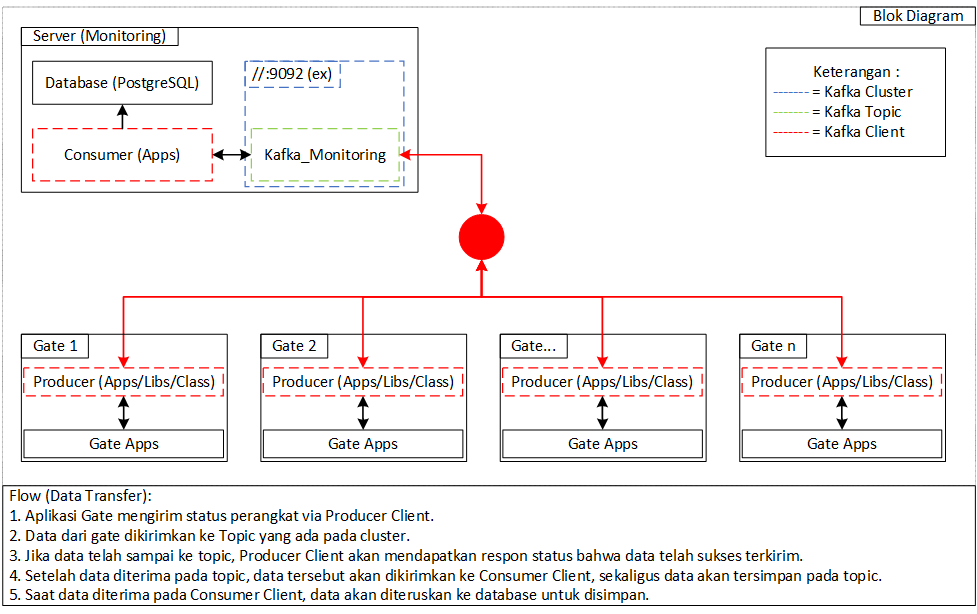 Blok Diagram
Server (Monitoring)
Database (PostgreSQL)
//:9092 (ex)
Consumer (Apps)
Kafka_Monitoring
Keterangan :
= Kafka Cluster
= Kafka Topic
= Kafka Client
Gate 1
Producer (Apps/Libs/Class)
Gate Apps
Gate 2
Producer (Apps/Libs/Class)
Gate Apps
Gate...
Producer (Apps/Libs/Class)
Gate Apps
Gate n
Producer (Apps/Libs/Class)
Gate Apps
Flow (Data Transfer):
1. Aplikasi Gate mengirim status perangkat via Producer Client.
2. Data dari gate dikirimkan ke Topic yang ada pada cluster.
3. Jika data telah sampai ke topic, Producer Client akan mendapatkan respon status bahwa data telah sukses terkirim.
4. Setelah data diterima pada topic, data tersebut akan dikirimkan ke Consumer Client, sekaligus data akan tersimpan pada topic.
5. Saat data diterima pada Consumer Client, data akan diteruskan ke database untuk disimpan.